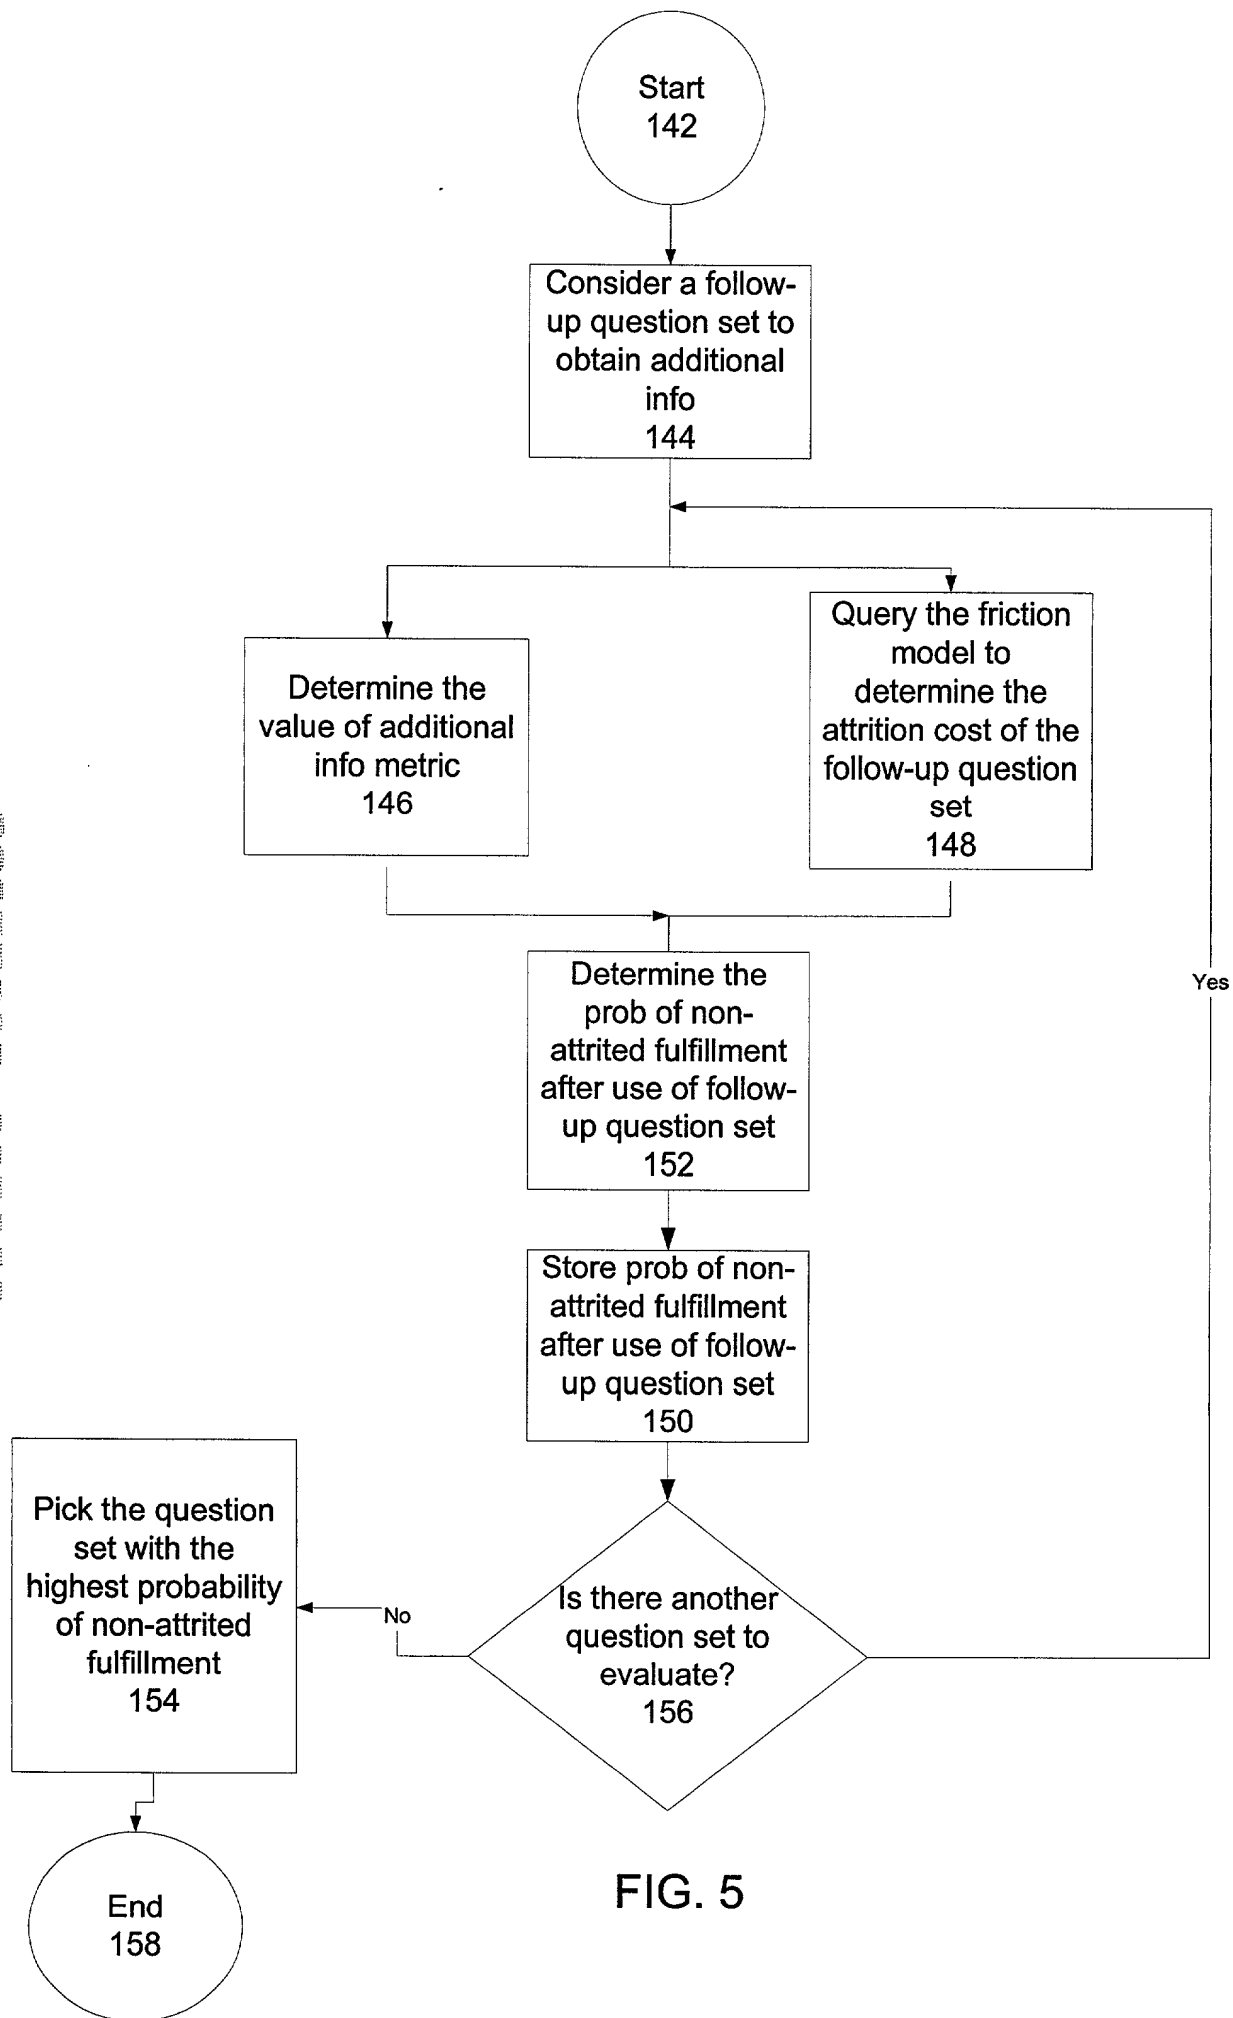 Start
142
Consider a follow-
up question set to
obtain additional
info
144
Determine the
value of additional
info metric
146
Query the friction
model to
determine the
attrition cost of the
follow-up question
set
148
Determine the
prob of non-
attrited fulfillment
after use of follow-
up question set
152
Yes
Store prob of non-
attrited fulfillment
after use of follow-
up question set
150
Is there another
question set to
evaluate?
156
No
Pick the question
set with the
highest probability
of non-attrited
fulfillment
154
End
158
FIG. 5